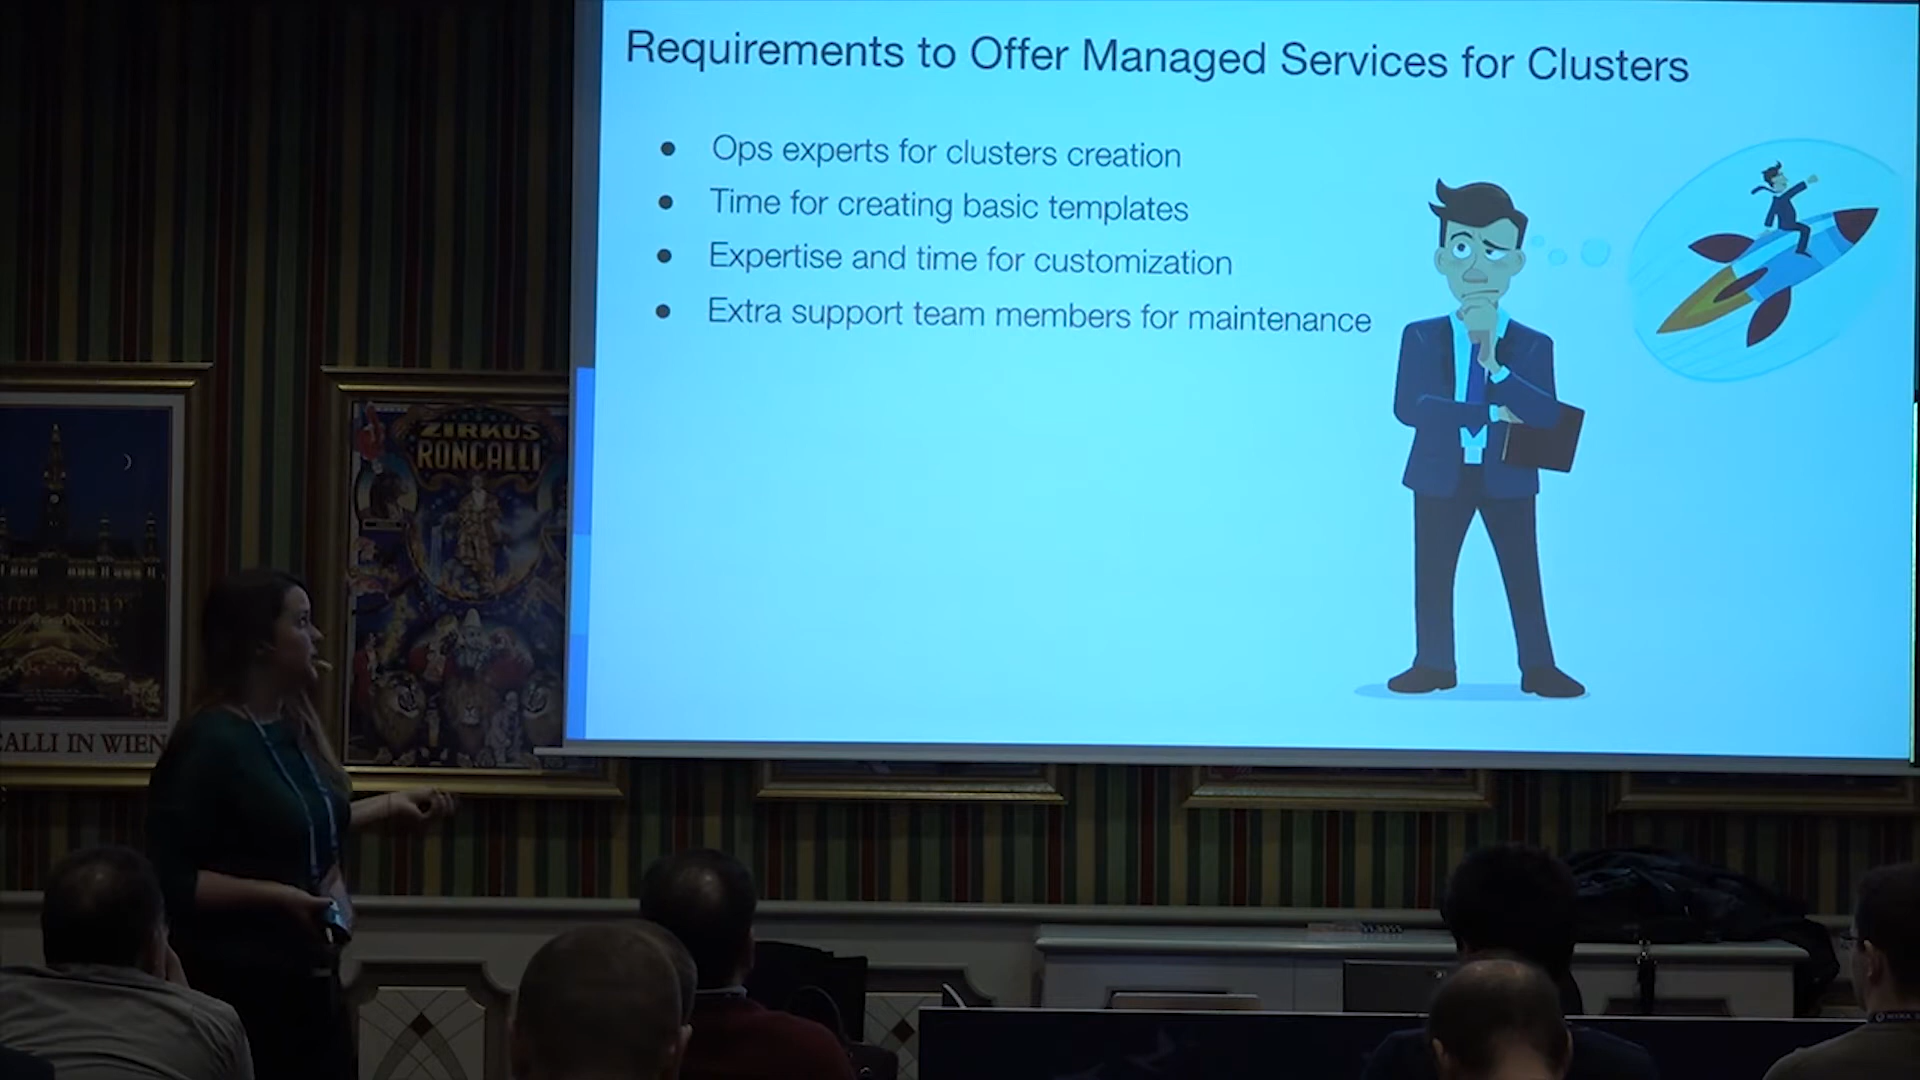 Requirements to Offer Managed Services for Clusters
Ops experts for clusters creation
Time for creating basic templates
Expertise and time for customization
Extra support team members for maintenance
ZIRKUS
RONCALLI
CALLI IN WIEN